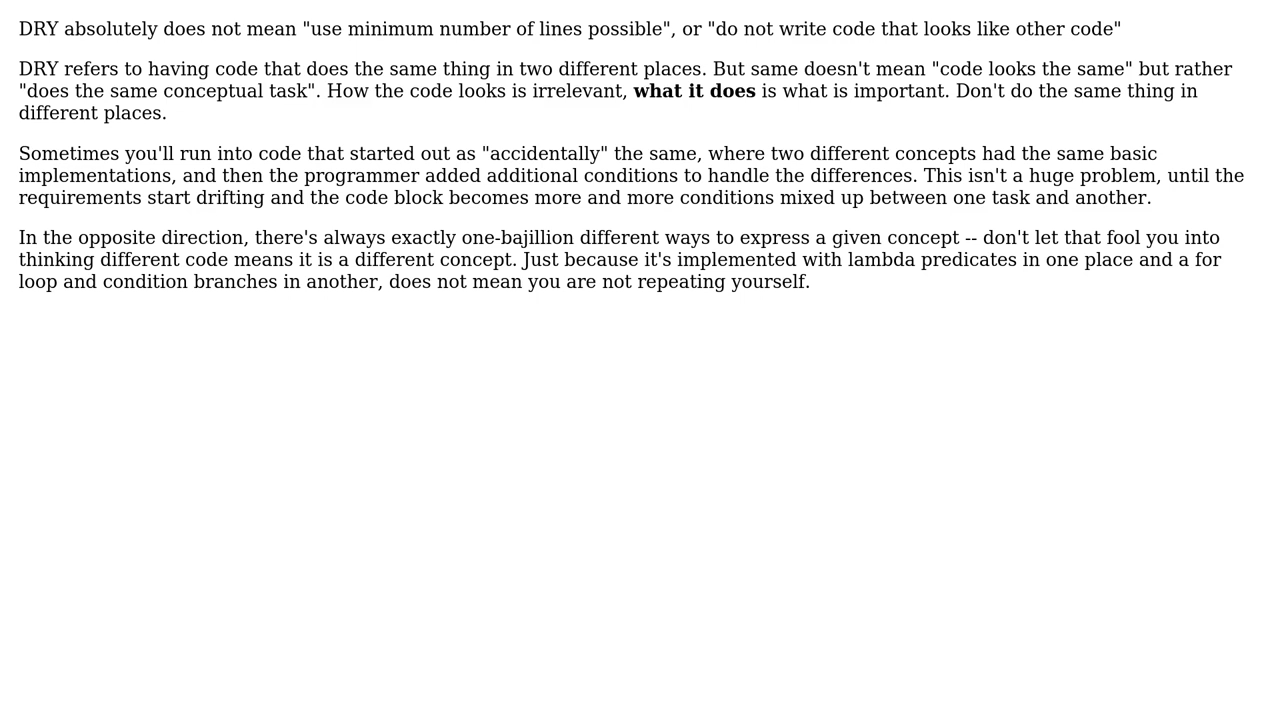 DRY absolutely does not mean "use minimum number of lines possible", or "do not write code that looks like other code"
DRY refers to having code that does the same thing in two different places. But same doesn't mean "code looks the same" but rather
"does the same conceptual task". How the code looks is irrelevant, what it does is what is important. Don't do the same thing in
different places.
Sometimes you'll run into code that started out as "accidentally" the same, where two different concepts had the same basic
implementations, and then the programmer added additional conditions to handle the differences. This isn't a huge problem, until the
requirements start drifting and the code block becomes more and more conditions mixed up between one task and another.
In the opposite direction, there's always exactly one-bajillion different ways to express a given concept -- don't let that fool you into
thinking different code means it is a different concept. Just because it's implemented with lambda predicates in one place and a for
loop and condition branches in another, does not mean you are not repeating yourself.